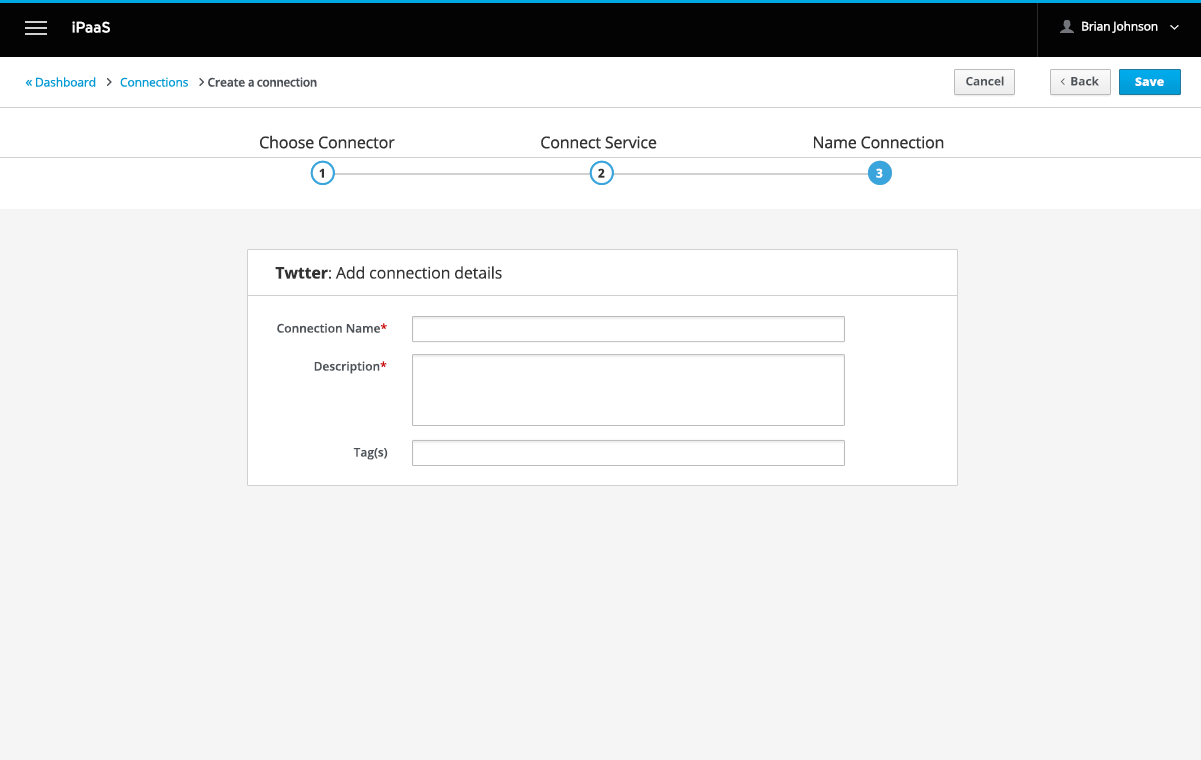 iPaaS
Brian Johnson
« Dashboard > Connections > Create a connection
Cancel
< Back
Save
Choose Connector
Connect Service
Name Connection
1
2
3
Twtter: Add connection details
Connection Name*
Description*
Tag(s)